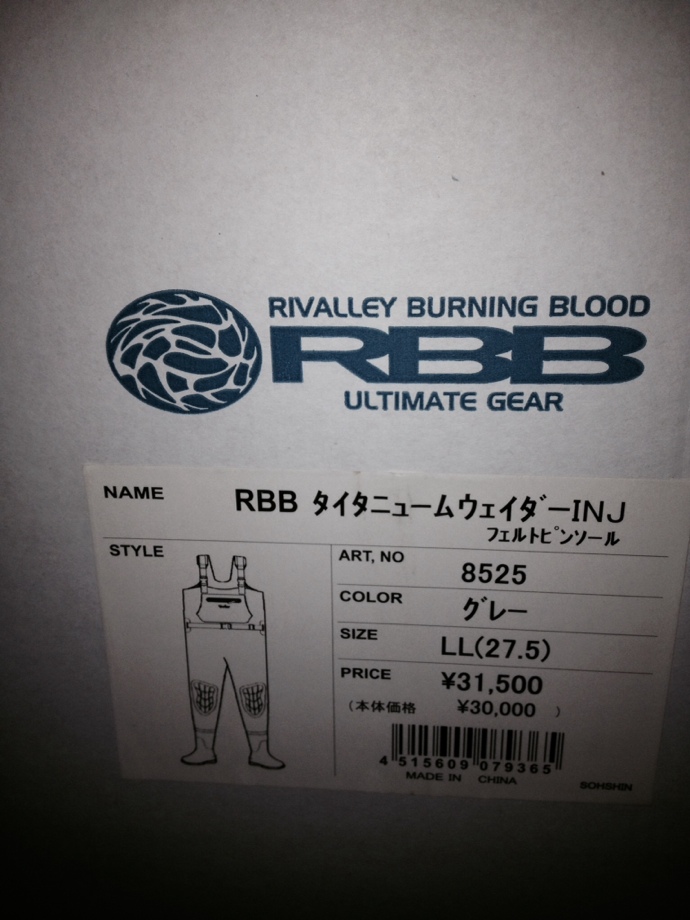 RIVALLEY BURNING BLOOD
RBB
ULTIMATE GEAR
NAME RBB タイタニュームウェイダーINJ
フェルトピンソール
STYLE
ART, NO 8525
COLOR グレー
SIZE LL(27.5)
PRICE ¥31,500
(本体価格 ¥30,000 )
4 515609 079365
MADE IN CHINA
SOHSHIN